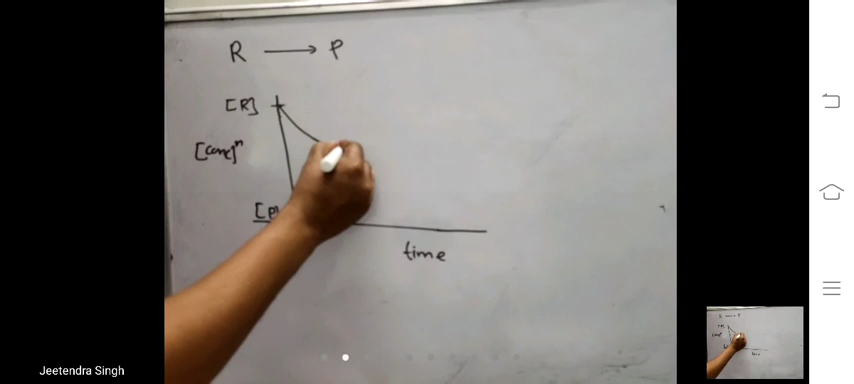 R → P
[R]
[conc]ⁿ
[P]
time
Jeetendra Singh